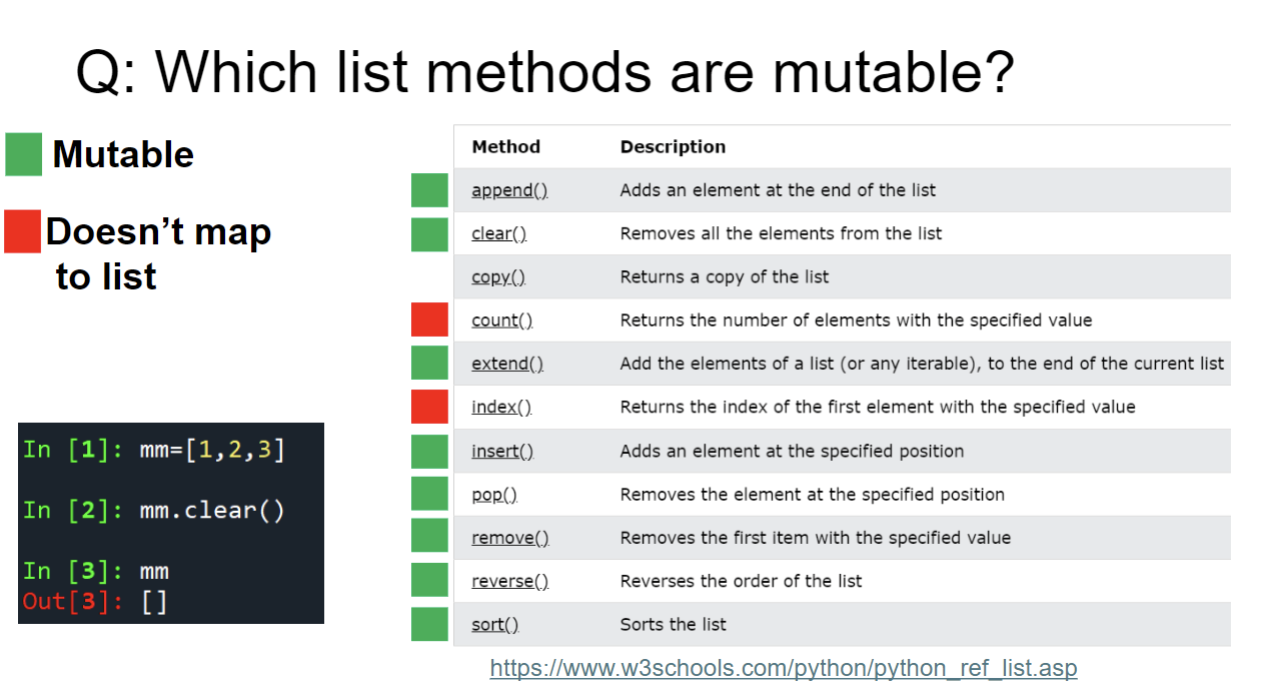 Q: Which list methods are mutable?
Mutable
Doesn't map
to list
Method Description
append() Adds an element at the end of the list
clear() Removes all the elements from the list
copy() Returns a copy of the list
count() Returns the number of elements with the specified value
extend() Add the elements of a list (or any iterable), to the end of the current list
index() Returns the index of the first element with the specified value
insert() Adds an element at the specified position
pop() Removes the element at the specified position
remove() Removes the first item with the specified value
reverse() Reverses the order of the list
sort() Sorts the list
In [1]: mm=[1,2,3]
In [2]: mm.clear()
In [3]: mm
Out[3]: []
https://www.w3schools.com/python/python_ref_list.asp